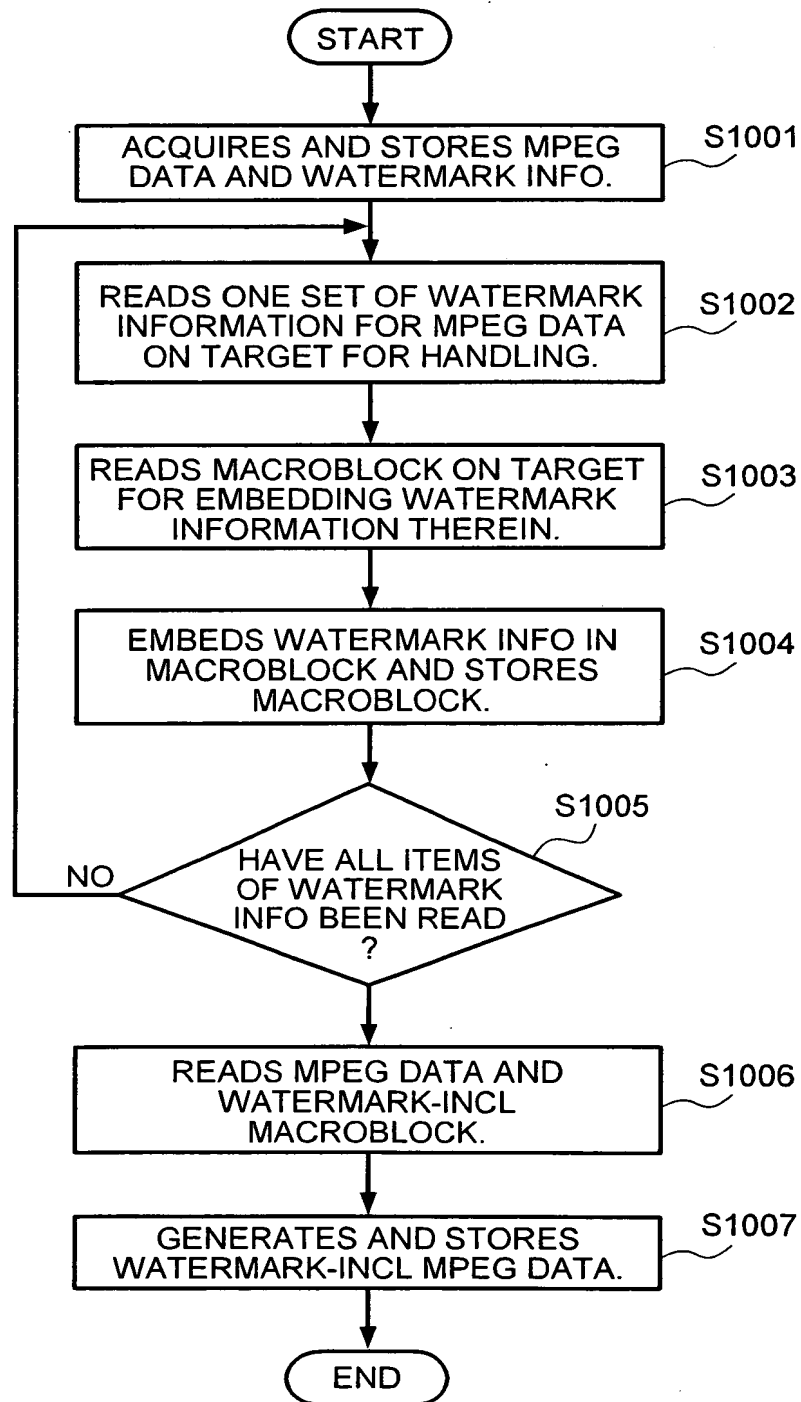 START
ACQUIRES AND STORES MPEG
DATA AND WATERMARK INFO.
S1001
READS ONE SET OF WATERMARK
INFORMATION FOR MPEG DATA
ON TARGET FOR HANDLING.
S1002
READS MACROBLOCK ON TARGET
FOR EMBEDDING WATERMARK
INFORMATION THEREIN.
S1003
EMBEDS WATERMARK INFO IN
MACROBLOCK AND STORES
MACROBLOCK.
S1004
S1005
NO
HAVE ALL ITEMS
OF WATERMARK
INFO BEEN READ
?
READS MPEG DATA AND
WATERMARK-INCL
MACROBLOCK.
S1006
GENERATES AND STORES
WATERMARK-INCL MPEG DATA.
S1007
END